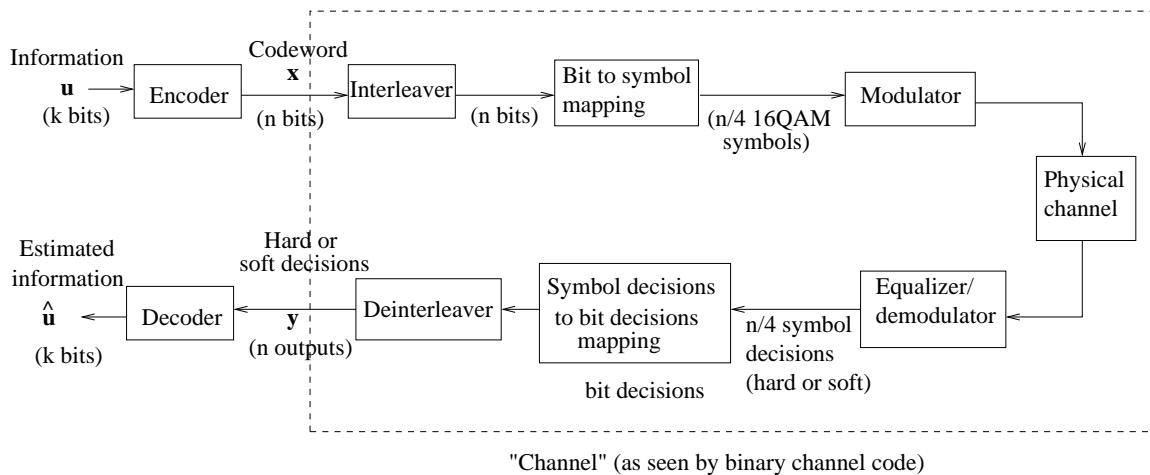 Information
u
(k bits)
Encoder
Codeword
x
(n bits)
Interleaver
(n bits)
Bit to symbol
mapping
(n/4 16QAM
symbols)
Modulator
Physical
channel
Equalizer/
demodulator
n/4 symbol
decisions
(hard or soft)
Symbol decisions
to bit decisions
mapping
bit decisions
Deinterleaver
Hard or
soft decisions
y
(n outputs)
Decoder
Estimated
information
û
(k bits)
"Channel" (as seen by binary channel code)